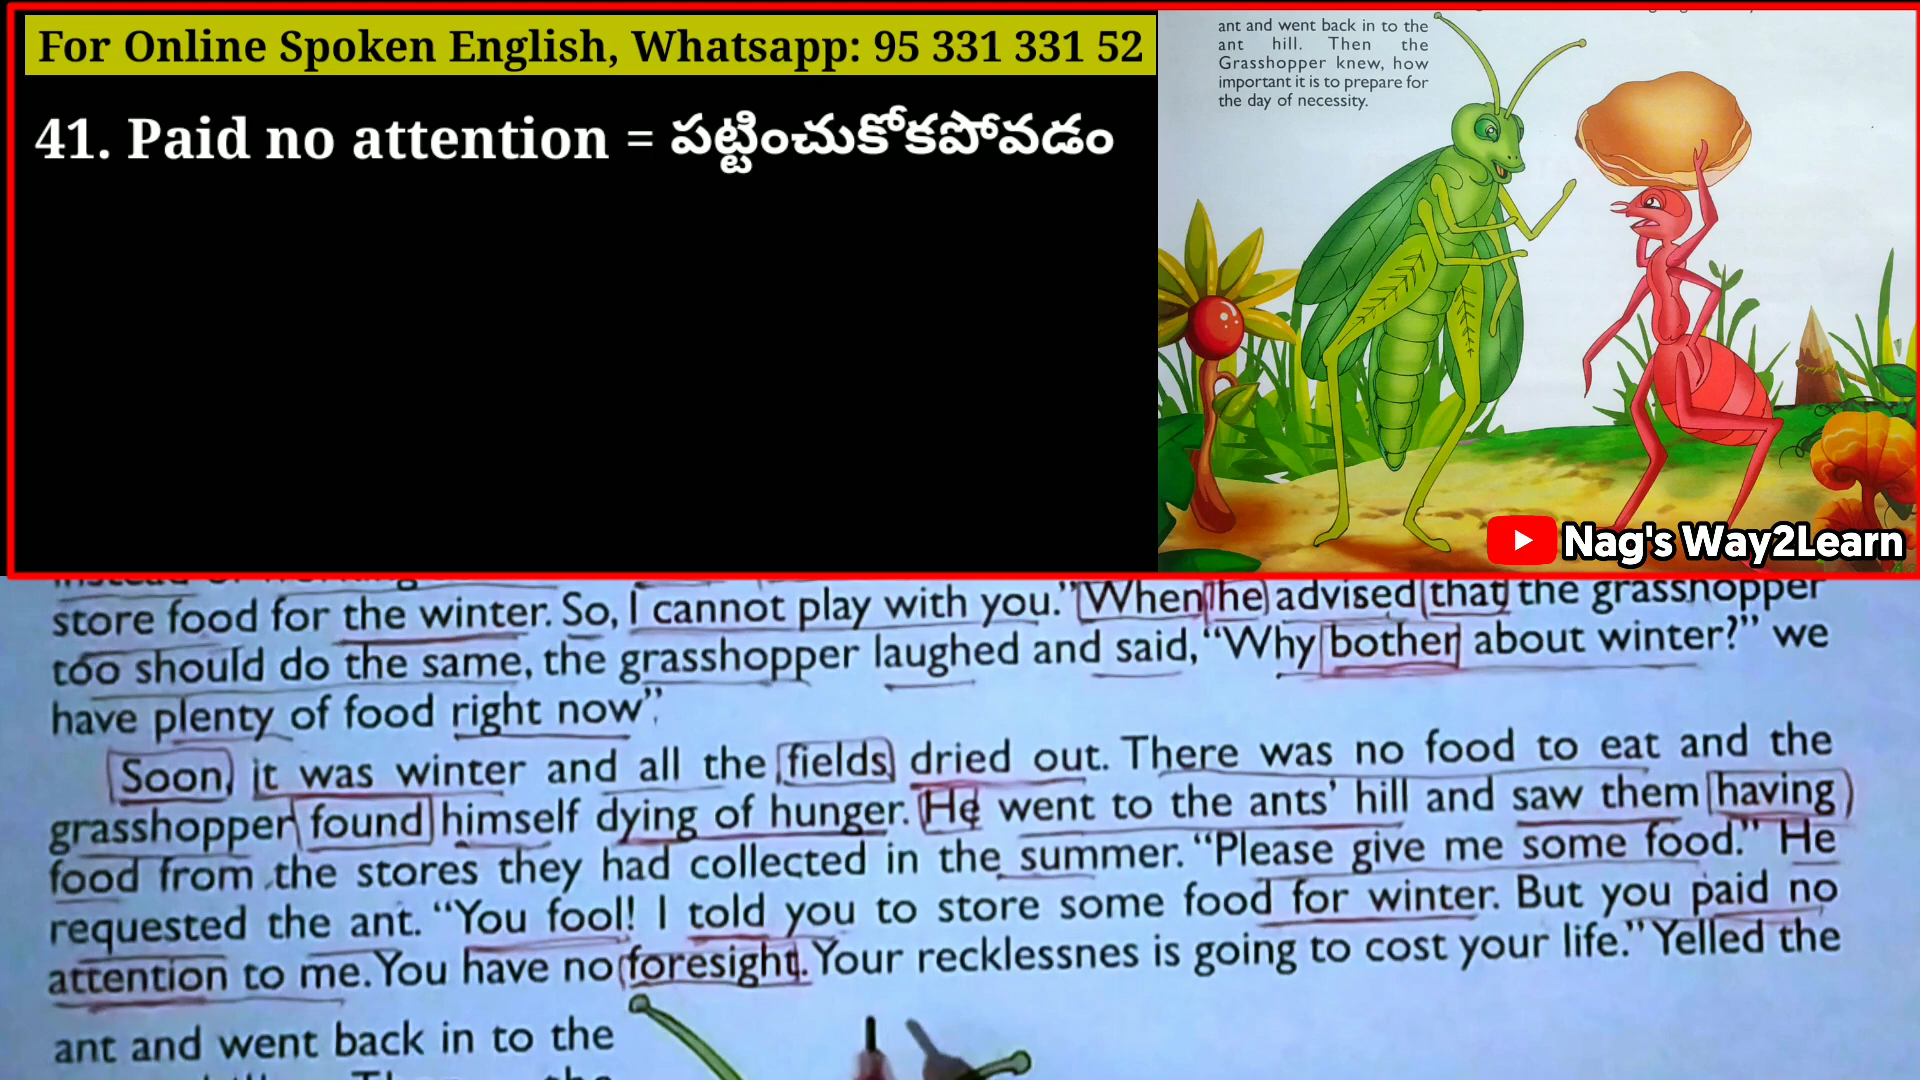 For Online Spoken English, Whatsapp: 95 331 331 52
41. Paid no attention = పట్టించుకోకపోవడం
ant and went back in to the
ant hill. Then the
Grasshopper knew, how
important it is to prepare for
the day of necessity.
Nag's Way2Learn
store food for the winter. So, I cannot play with you." When he advised that the grasshopper
too should do the same, the grasshopper laughed and said, "Why bother about winter?" we
have plenty of food right now".
Soon, it was winter and all the fields dried out. There was no food to eat and the
grasshopper found himself dying of hunger. He went to the ants' hill and saw them having
food from the stores they had collected in the summer. "Please give me some food." He
requested the ant. "You fool! I told you to store some food for winter. But you paid no
attention to me. You have no foresight. Your recklessnes is going to cost your life." Yelled the
ant and went back in to the